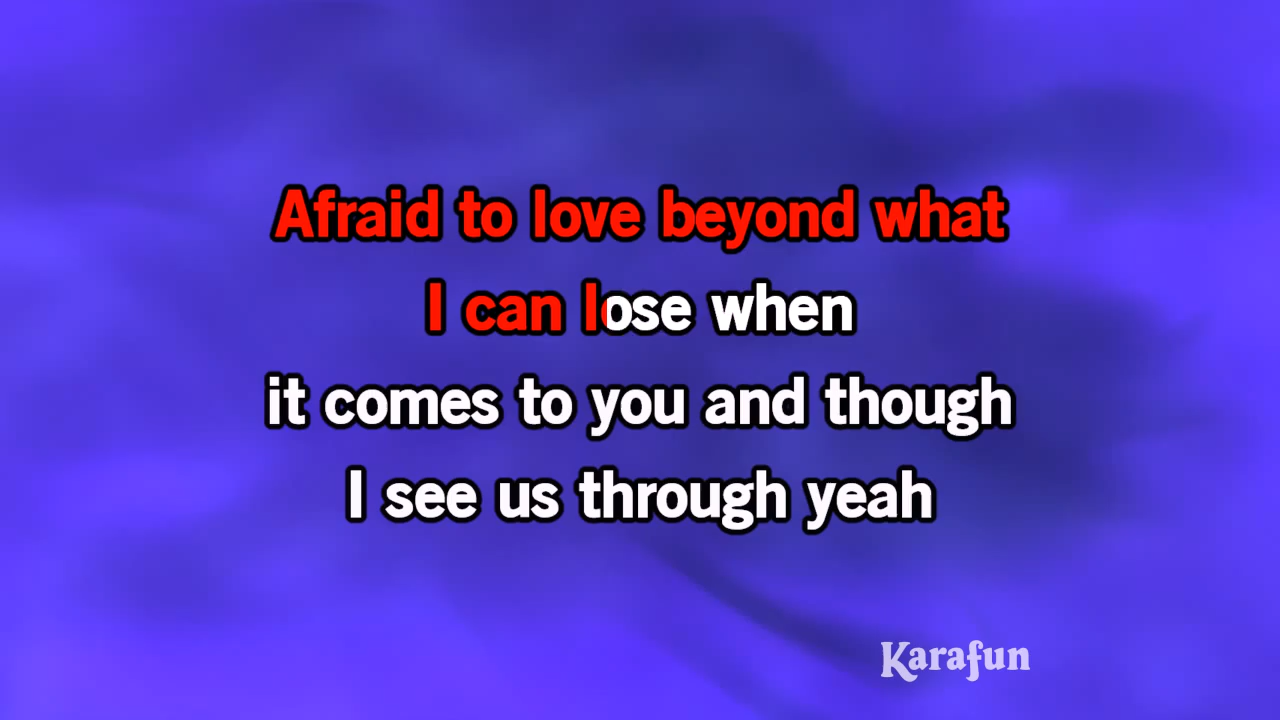 Afraid to love beyond what
I can lose when
it comes to you and though
I see us through yeah
Karafun